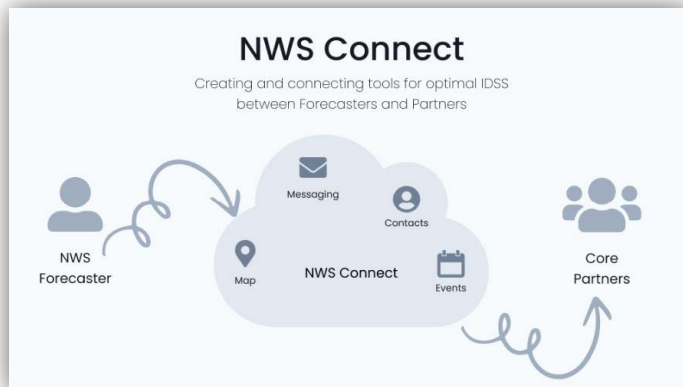 NWS Connect
Creating and connecting tools for optimal IDSS
between Forecasters and Partners
Messaging
Contacts
NWS
Forecaster
Map
NWS Connect
Events
Core
Partners